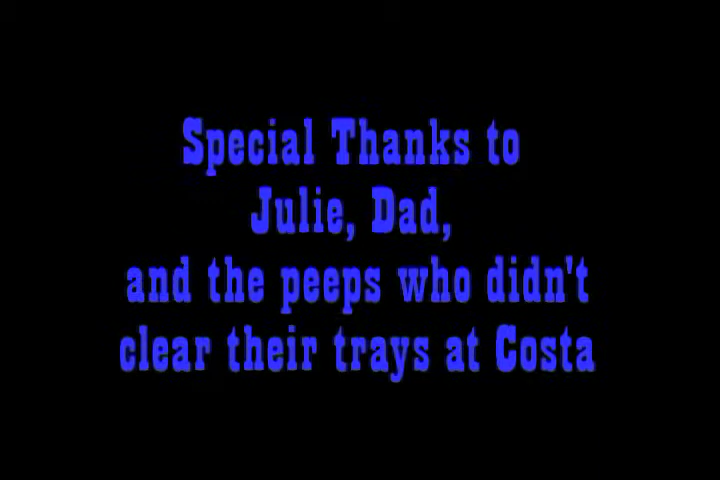 Special Thanks to
Julie, Dad,
and the peeps who didn't
clear their trays at Costa